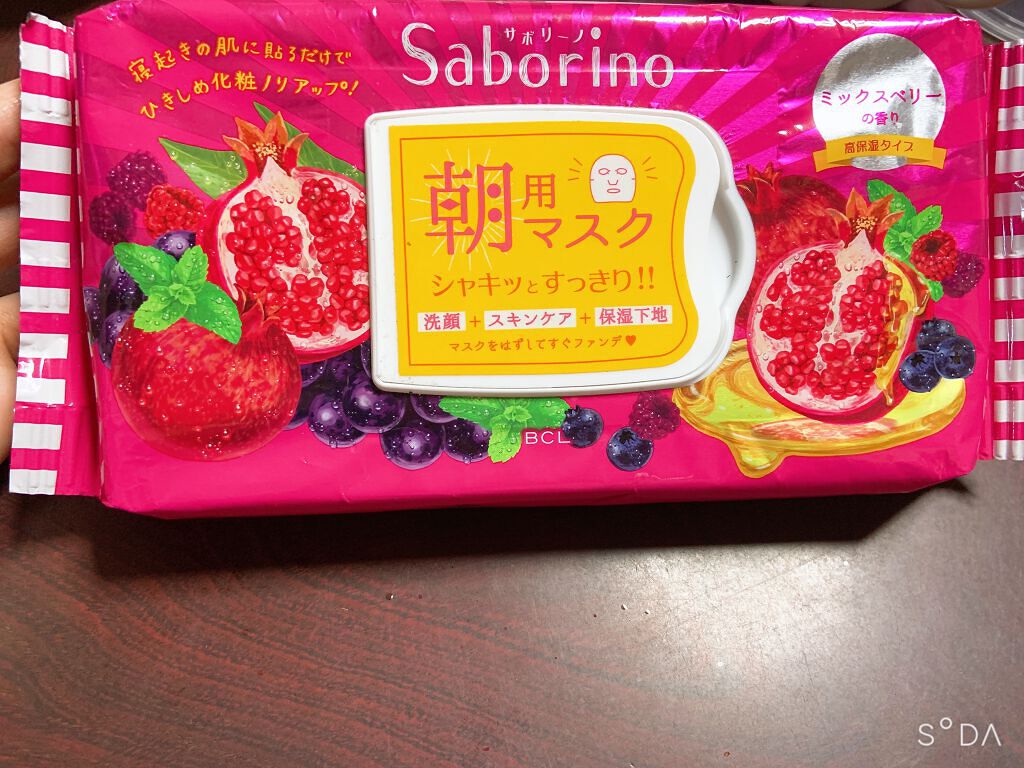 サボリーノ
Saborino
寝起きの肌に貼るだけで
ひきしめ化粧ノリアップ!
ミックスベリー
の香り
高保湿タイプ
朝用マスク
シャキッとすっきり!!
洗顔+スキンケア+保湿下地
マスクをはずしてすぐファンデ♥
BCL
SODA